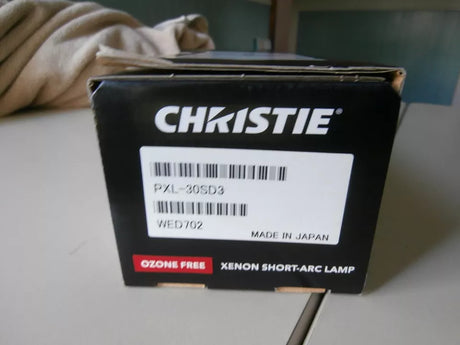 CHRISTIE®
PXL-30SD3
WED702
MADE IN JAPAN
OZONE FREE XENON SHORT-ARC LAMP